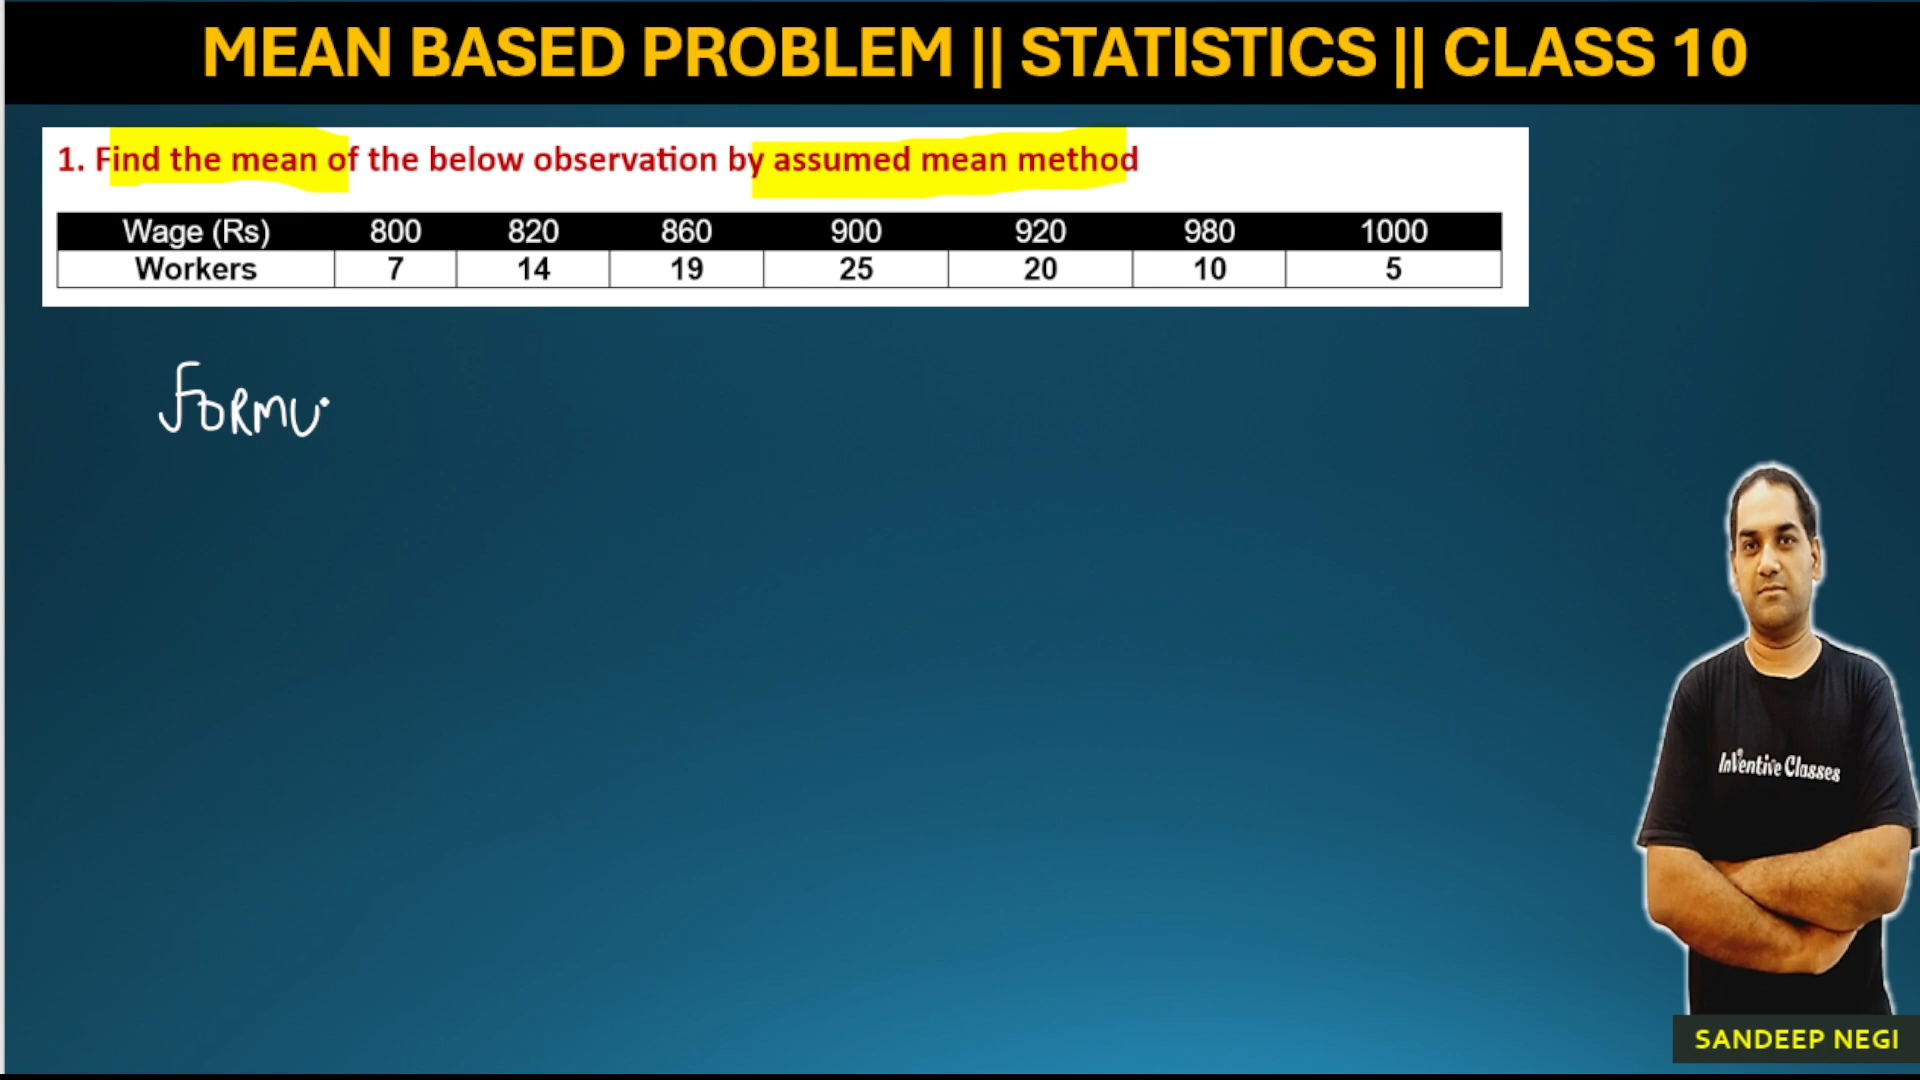 MEAN BASED PROBLEM || STATISTICS || CLASS 10
1. Find the mean of the below observation by assumed mean method
Wage (Rs) 800 820 860 900 920 980 1000
Workers 7 14 19 25 20 10 5
FORMU
InVentive Classes
SANDEEP NEGI